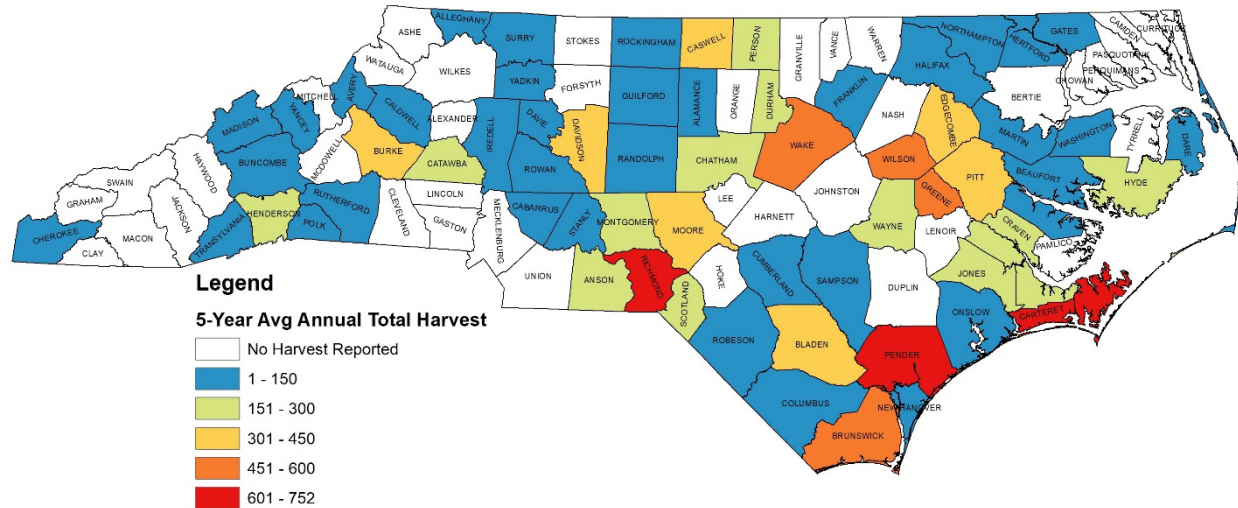 ALLEGHANY
ASHE
SURRY
STOKES
ROCKINGHAM
CASWELL
PERSON
GRANVILLE
VANCE
WARREN
NORTHAMPTON
HERTFORD
GATES
CAMDEN
CURRITUCK
PASQUOTANK
PERQUIMANS
CHOWAN
WATAUGA
WILKES
YADKIN
FORSYTH
GUILFORD
ALAMANCE
ORANGE
DURHAM
FRANKLIN
HALIFAX
NASH
BERTIE
MITCHELL
AVERY
YANCEY
MADISON
CALDWELL
ALEXANDER
IREDELL
DAVIE
DAVIDSON
RANDOLPH
CHATHAM
WAKE
EDGECOMBE
MARTIN
WASHINGTON
TYRRELL
DARE
HAYWOOD
BUNCOMBE
MCDOWELL
BURKE
CATAWBA
ROWAN
WILSON
PITT
BEAUFORT
HYDE
SWAIN
GRAHAM
JACKSON
HENDERSON
RUTHERFORD
POLK
CLEVELAND
LINCOLN
GASTON
MECKLENBURG
CABARRUS
STANLY
MONTGOMERY
MOORE
LEE
HARNETT
JOHNSTON
GREENE
WAYNE
LENOIR
CRAVEN
PAMLICO
CHEROKEE
CLAY
MACON
TRANSYLVANIA
UNION
ANSON
RICHMOND
SCOTLAND
HOKE
CUMBERLAND
SAMPSON
DUPLIN
JONES
ONSLOW
CARTERET
ROBESON
BLADEN
PENDER
COLUMBUS
NEW HANOVER
BRUNSWICK
Legend
5-Year Avg Annual Total Harvest
No Harvest Reported
1 - 150
151 - 300
301 - 450
451 - 600
601 - 752